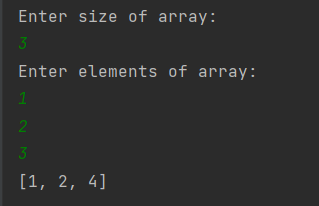 Enter size of array:
3
Enter elements of array:
1
2
3
[1, 2, 4]